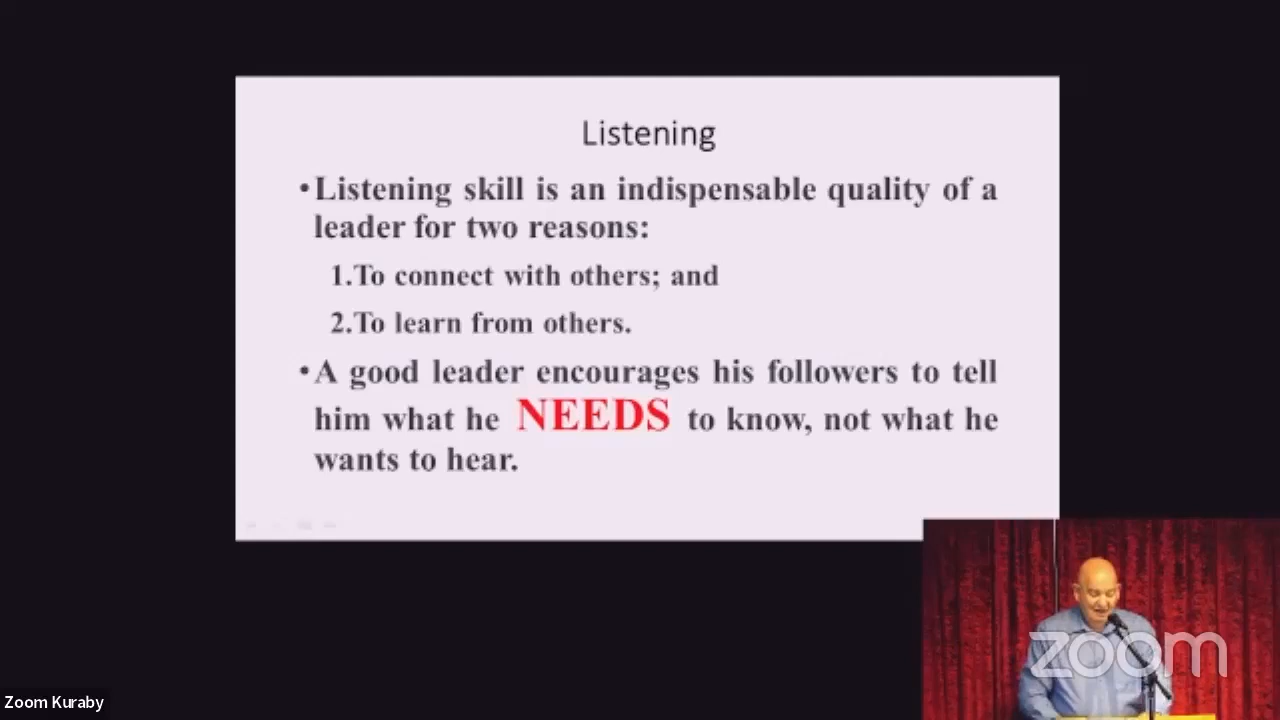 Listening
•Listening skill is an indispensable quality of a
leader for two reasons:
1.To connect with others; and
2.To learn from others.
•A good leader encourages his followers to tell
him what he NEEDS to know, not what he
wants to hear.
zoom
Zoom Kuraby